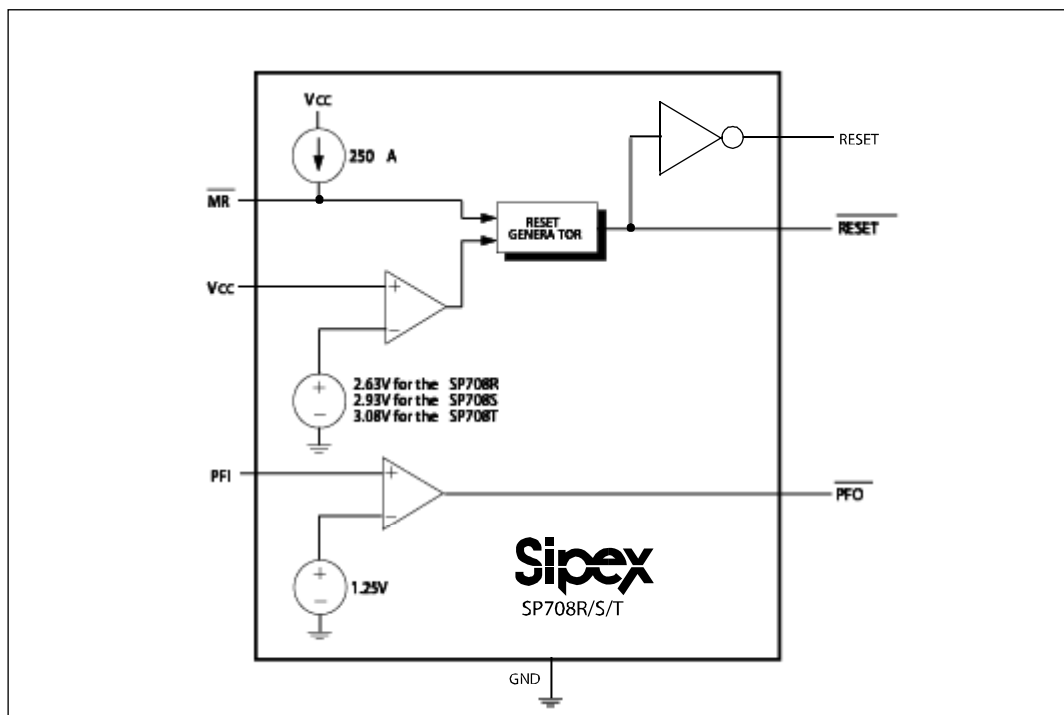 VCC
250 A
MR
RESET
GENERA TOR
RESET
RESET
VCC
+
−
+
−
2.63V for the SP708R
2.93V for the SP708S
3.08V for the SP708T
PFI
+
−
PFO
+
−
1.25V
Sipex
SP708R/S/T
GND